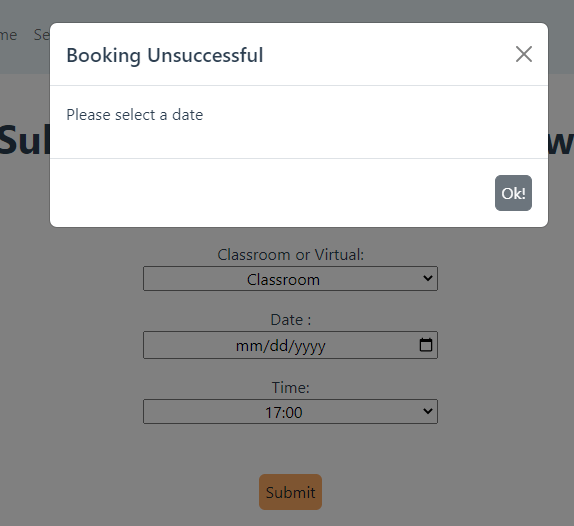 me Se
Booking Unsuccessful
Please select a date
Ok!
Classroom or Virtual:
Classroom
Date :
mm/dd/yyyy
Time:
17:00
Submit